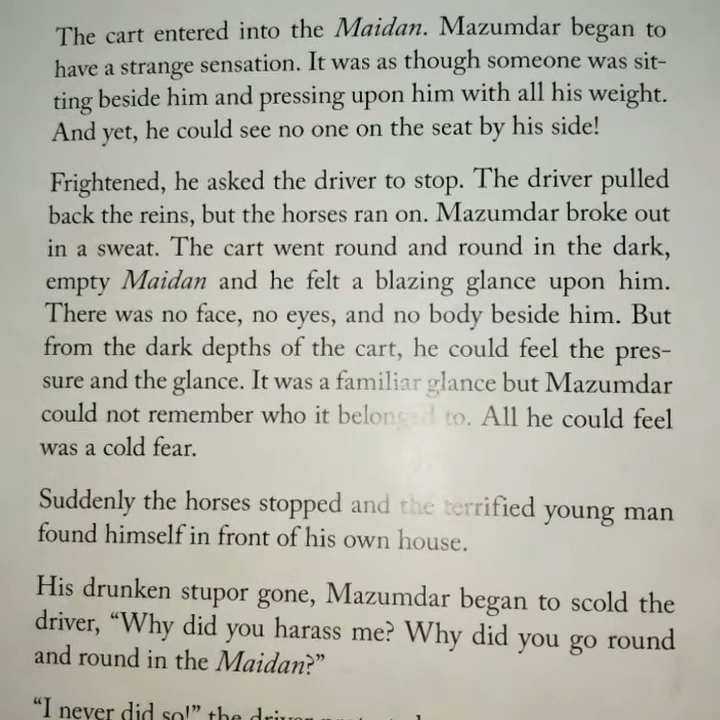 The cart entered into the Maidan. Mazumdar began to
have a strange sensation. It was as though someone was sit-
ting beside him and pressing upon him with all his weight.
And yet, he could see no one on the seat by his side!
Frightened, he asked the driver to stop. The driver pulled
back the reins, but the horses ran on. Mazumdar broke out
in a sweat. The cart went round and round in the dark,
empty Maidan and he felt a blazing glance upon him.
There was no face, no eyes, and no body beside him. But
from the dark depths of the cart, he could feel the pres-
sure and the glance. It was a familiar glance but Mazumdar
could not remember who it belonged to. All he could feel
was a cold fear.
Suddenly the horses stopped and the terrified young man
found himself in front of his own house.
His drunken stupor gone, Mazumdar began to scold the
driver, “Why did you harass me? Why did you go round
and round in the Maidan?”
“I never did so!” the driver